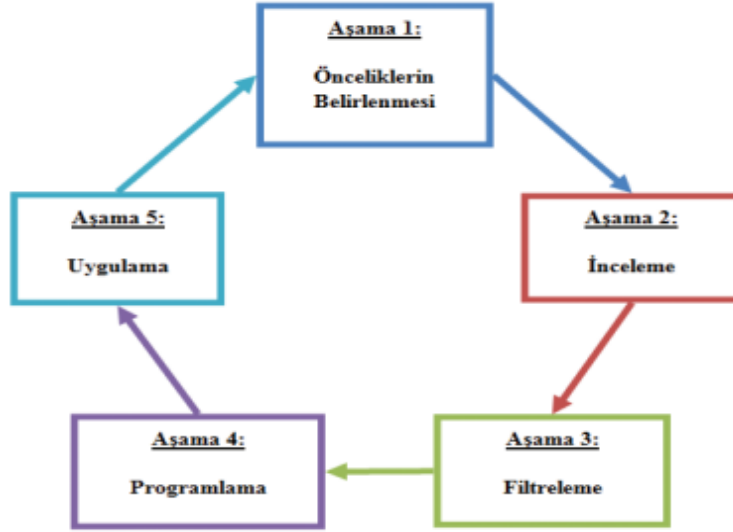 Aşama 1:
Önceliklerin
Belirlenmesi
Aşama 2:
İnceleme
Aşama 3:
Filtreleme
Aşama 4:
Programlama
Aşama 5:
Uygulama